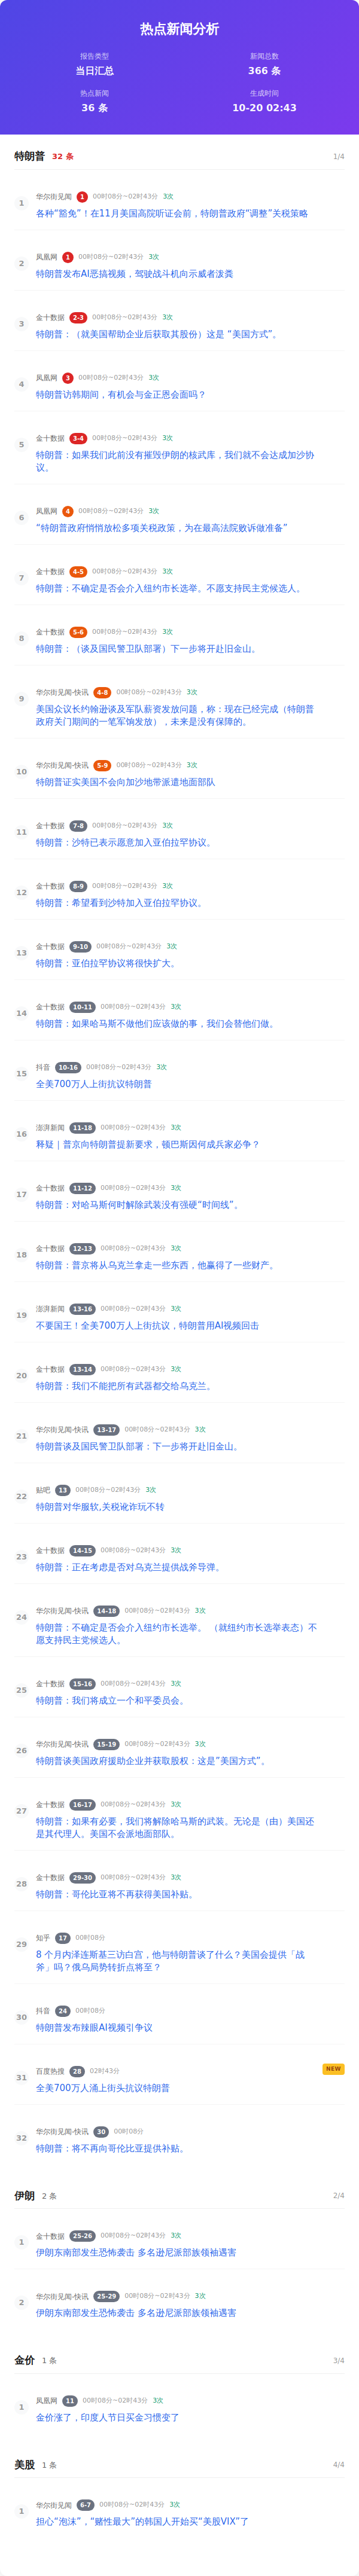 热点新闻分析
报告类型
当日汇总
新闻总数
366 条
热点新闻
36 条
生成时间
10-20 02:43
特朗普 32 条 1/4
1
华尔街见闻 1 00时08分~02时43分 3次
各种“豁免”！在11月美国高院听证会前，特朗普政府“调整”关税策略
2
凤凰网 1 00时08分~02时43分 3次
特朗普发布AI恶搞视频，驾驶战斗机向示威者泼粪
3
金十数据 2-3 00时08分~02时43分 3次
特朗普：（就美国帮助企业后获取其股份）这是 “美国方式”。
4
凤凰网 3 00时08分~02时43分 3次
特朗普访韩期间，有机会与金正恩会面吗？
5
金十数据 3-4 00时08分~02时43分 3次
特朗普：如果我们此前没有摧毁伊朗的核武库，我们就不会达成加沙协
议。
6
凤凰网 4 00时08分~02时43分 3次
“特朗普政府悄悄放松多项关税政策，为在最高法院败诉做准备”
7
金十数据 4-5 00时08分~02时43分 3次
特朗普：不确定是否会介入纽约市长选举。不愿支持民主党候选人。
8
金十数据 5-6 00时08分~02时43分 3次
特朗普：（谈及国民警卫队部署）下一步将开赴旧金山。
9
华尔街见闻-快讯 4-8 00时08分~02时43分 3次
美国众议长约翰逊谈及军队薪资发放问题，称：现在已完成（特朗普
政府关门期间的一笔军饷发放），未来是没有保障的。
10
华尔街见闻-快讯 5-9 00时08分~02时43分 3次
特朗普证实美国不会向加沙地带派遣地面部队
11
金十数据 7-8 00时08分~02时43分 3次
特朗普：沙特已表示愿意加入亚伯拉罕协议。
12
金十数据 8-9 00时08分~02时43分 3次
特朗普：希望看到沙特加入亚伯拉罕协议。
13
金十数据 9-10 00时08分~02时43分 3次
特朗普：亚伯拉罕协议将很快扩大。
14
金十数据 10-11 00时08分~02时43分 3次
特朗普：如果哈马斯不做他们应该做的事，我们会替他们做。
15
抖音 10-16 00时08分~02时43分 3次
全美700万人上街抗议特朗普
16
澎湃新闻 11-18 00时08分~02时43分 3次
释疑｜普京向特朗普提新要求，顿巴斯因何成兵家必争？
17
金十数据 11-12 00时08分~02时43分 3次
特朗普：对哈马斯何时解除武装没有强硬“时间线”。
18
金十数据 12-13 00时08分~02时43分 3次
特朗普：普京将从乌克兰拿走一些东西，他赢得了一些财产。
19
澎湃新闻 13-16 00时08分~02时43分 3次
不要国王！全美700万人上街抗议，特朗普用AI视频回击
20
金十数据 13-14 00时08分~02时43分 3次
特朗普：我们不能把所有武器都交给乌克兰。
21
华尔街见闻-快讯 13-17 00时08分~02时43分 3次
特朗普谈及国民警卫队部署：下一步将开赴旧金山。
22
贴吧 13 00时08分~02时43分 3次
特朗普对华服软,关税讹诈玩不转
23
金十数据 14-15 00时08分~02时43分 3次
特朗普：正在考虑是否对乌克兰提供战斧导弹。
24
华尔街见闻-快讯 14-18 00时08分~02时43分 3次
特朗普：不确定是否会介入纽约市长选举。 （就纽约市长选举表态）不
愿支持民主党候选人。
25
金十数据 15-16 00时08分~02时43分 3次
特朗普：我们将成立一个和平委员会。
26
华尔街见闻-快讯 15-19 00时08分~02时43分 3次
特朗普谈美国政府援助企业并获取股权：这是”美国方式”。
27
金十数据 16-17 00时08分~02时43分 3次
特朗普：如果有必要，我们将解除哈马斯的武装。无论是（由）美国还
是其代理人。美国不会派地面部队。
28
金十数据 29-30 00时08分~02时43分 3次
特朗普：哥伦比亚将不再获得美国补贴。
29
知乎 17 00时08分
8 个月内泽连斯基三访白宫，他与特朗普谈了什么？美国会提供「战
斧」吗？俄乌局势转折点将至？
30
抖音 24 00时08分
特朗普发布辣眼AI视频引争议
31
百度热搜 28 02时43分 NEW
全美700万人涌上街头抗议特朗普
32
华尔街见闻-快讯 30 00时08分
特朗普：将不再向哥伦比亚提供补贴。
伊朗 2 条 2/4
1
金十数据 25-26 00时08分~02时43分 3次
伊朗东南部发生恐怖袭击 多名逊尼派部族领袖遇害
2
华尔街见闻-快讯 25-29 00时08分~02时43分 3次
伊朗东南部发生恐怖袭击 多名逊尼派部族领袖遇害
金价 1 条 3/4
1
凤凰网 11 00时08分~02时43分 3次
金价涨了，印度人节日买金习惯变了
美股 1 条 4/4
1
华尔街见闻 6-7 00时08分~02时43分 3次
担心“泡沫”，“赌性最大”的韩国人开始买“美股VIX”了